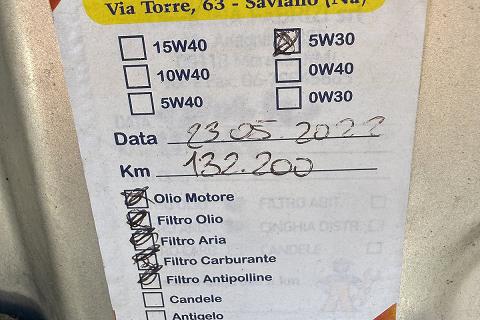 Via Torre, 63 - Saviano (Na)
15W40 5W30
10W40 0W40
5W40 0W30
Data 23.05.2022
Km 132.200
Olio Motore
Filtro Olio
Filtro Aria
Filtro Carburante
Filtro Antipolline
Candele
Antigelo